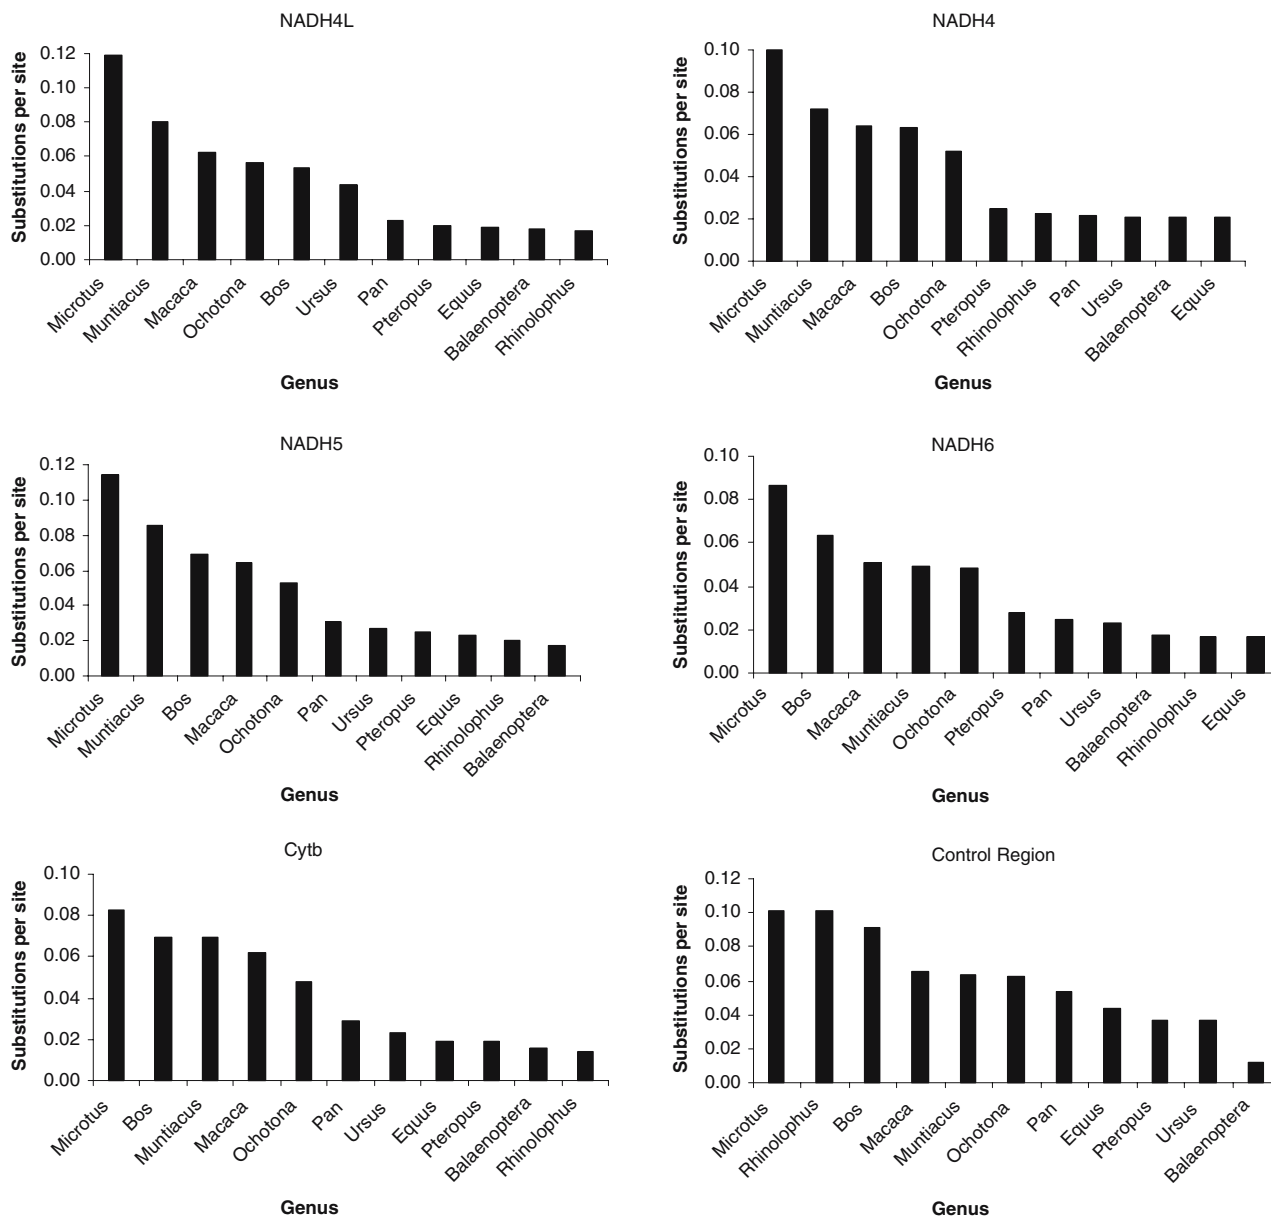 NADH4L
Substitutions per site
0.12
0.10
0.08
0.06
0.04
0.02
0.00
Microtus
Muntiacus
Macaca
Ochotona
Bos
Ursus
Pan
Pteropus
Equus
Balaenoptera
Rhinolophus
Genus
NADH4
Substitutions per site
0.10
0.08
0.06
0.04
0.02
0.00
Microtus
Muntiacus
Macaca
Bos
Ochotona
Pteropus
Rhinolophus
Pan
Ursus
Balaenoptera
Equus
Genus
NADH5
Substitutions per site
0.12
0.10
0.08
0.06
0.04
0.02
0.00
Microtus
Muntiacus
Bos
Macaca
Ochotona
Pan
Ursus
Pteropus
Equus
Rhinolophus
Balaenoptera
Genus
NADH6
Substitutions per site
0.10
0.08
0.06
0.04
0.02
0.00
Microtus
Bos
Macaca
Muntiacus
Ochotona
Pteropus
Pan
Ursus
Balaenoptera
Rhinolophus
Equus
Genus
Cytb
Substitutions per site
0.10
0.08
0.06
0.04
0.02
0.00
Microtus
Bos
Muntiacus
Macaca
Ochotona
Pan
Ursus
Equus
Pteropus
Balaenoptera
Rhinolophus
Genus
Control Region
Substitutions per site
0.12
0.10
0.08
0.06
0.04
0.02
0.00
Microtus
Rhinolophus
Bos
Macaca
Muntiacus
Ochotona
Pan
Equus
Pteropus
Ursus
Balaenoptera
Genus